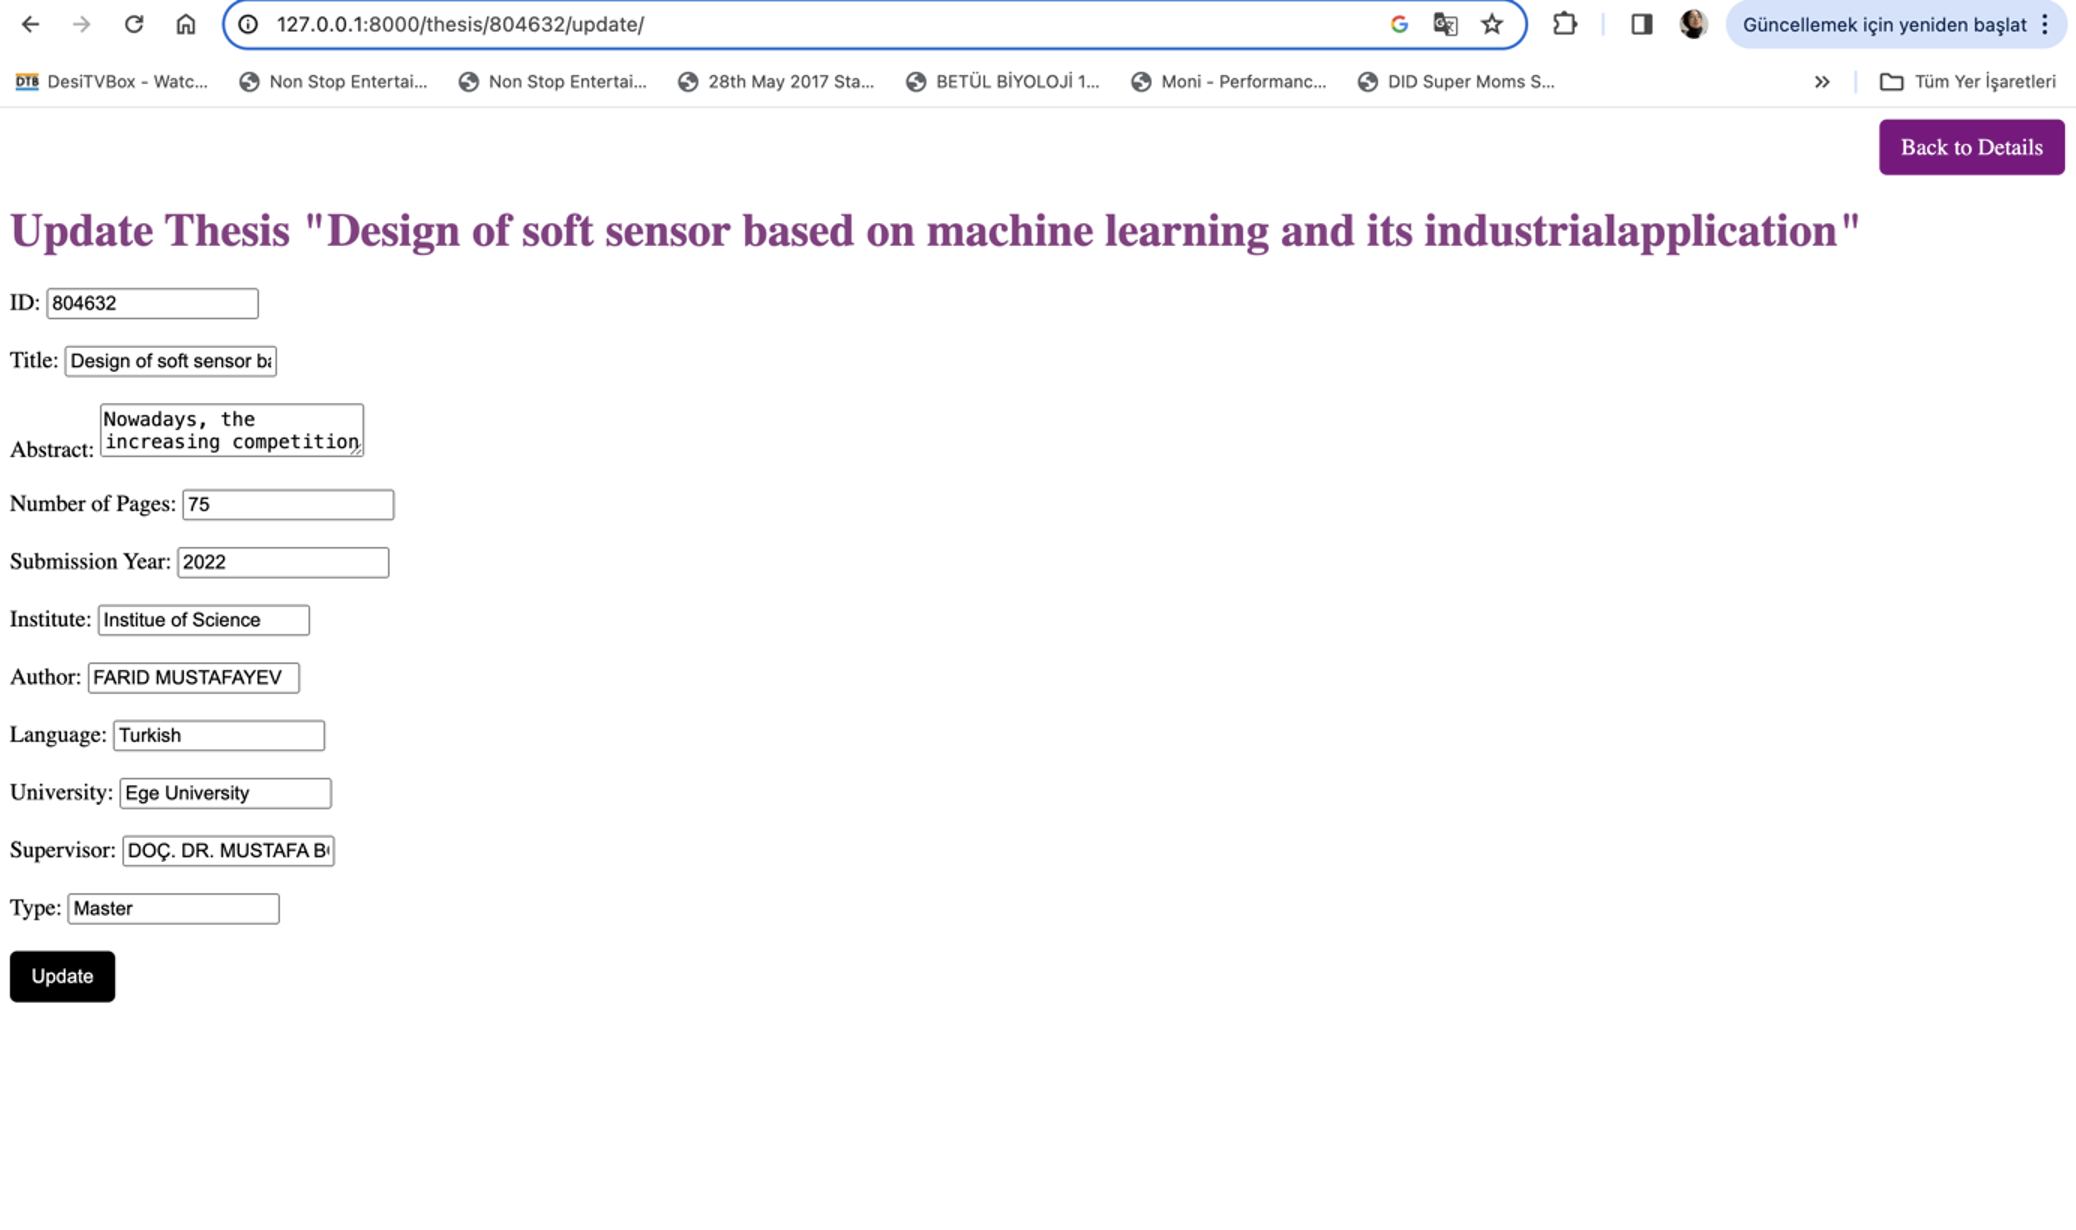 127.0.0.1:8000/thesis/804632/update/
Güncellemek için yeniden başlat
DTB DesiTVBox - Watc... Non Stop Entertai... Non Stop Entertai... 28th May 2017 Sta... BETÜL BİYOLOJİ 1... Moni - Performanc... DID Super Moms S... » Tüm Yer İşaretleri
Back to Details
Update Thesis "Design of soft sensor based on machine learning and its industrialapplication"
ID: 804632
Title: Design of soft sensor ba
Abstract: Nowadays, the
increasing competition
Number of Pages: 75
Submission Year: 2022
Institute: Institue of Science
Author: FARID MUSTAFAYEV
Language: Turkish
University: Ege University
Supervisor: DOÇ. DR. MUSTAFA
Type: Master
Update